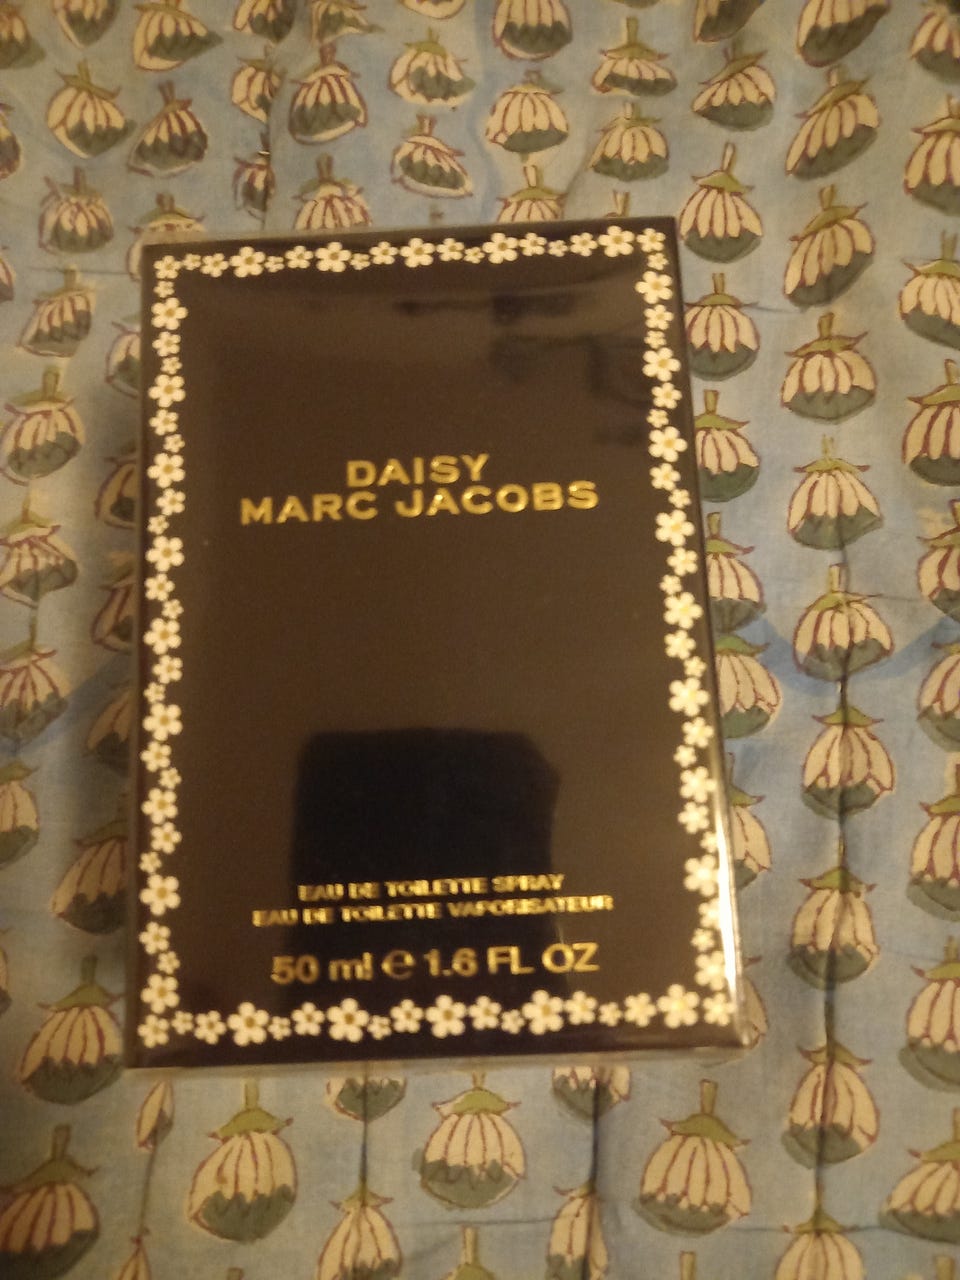 DAISY
MARC JACOBS
EAU DE TOILETTE SPRAY
EAU DE TOILETTE VAPORISATEUR
50 ml ℮ 1.6 FL OZ